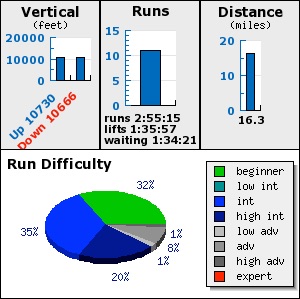 Vertical
(feet)
20000
10000
0
Up 10730
Down 10666
Runs
15
10
5
0
runs 2:55:15
lifts 1:35:57
waiting 1:34:21
Distance
(miles)
20
10
0
16.3
Run Difficulty
32%
35%
1%
8%
1%
20%
beginner
low int
int
high int
low adv
adv
high adv
expert